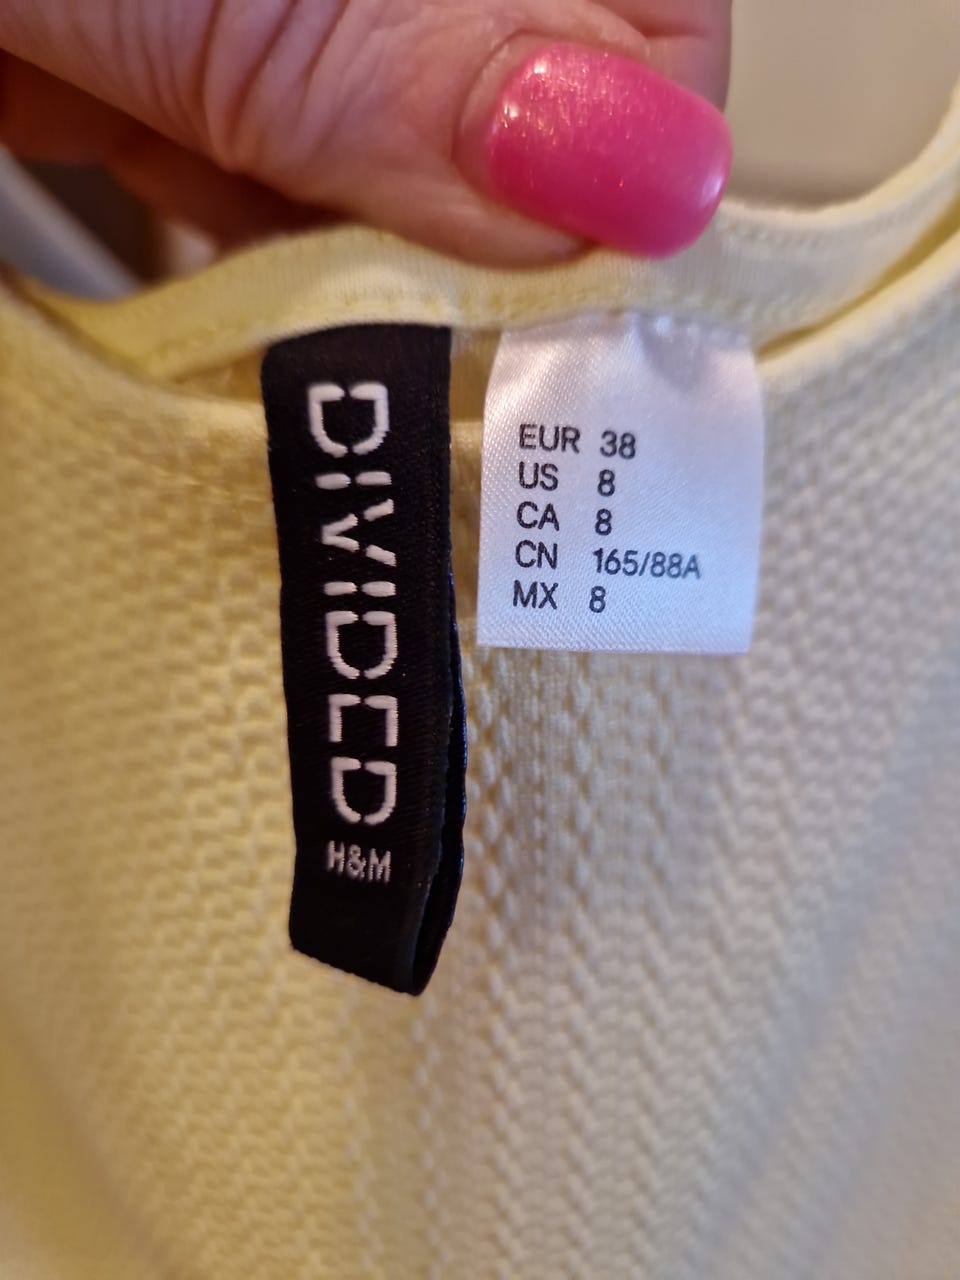 DIVIDED
H&M
EUR 38
US 8
CA 8
CN 165/88A
MX 8